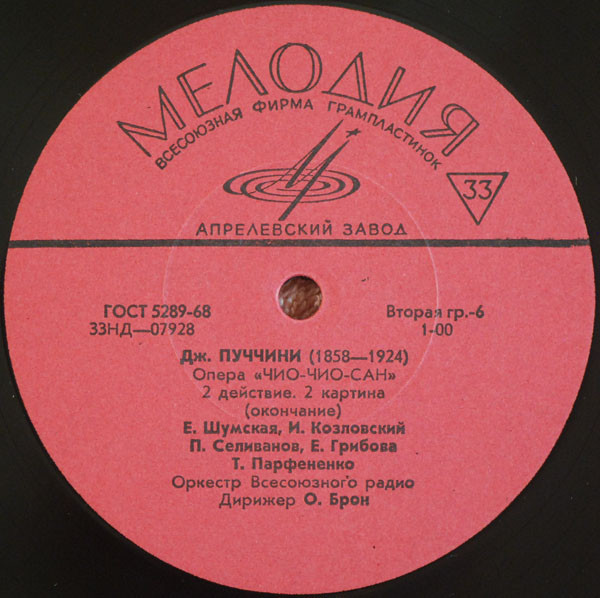 МЕЛОДИЯ
ВСЕСОЮЗНАЯ ФИРМА ГРАМПЛАСТИНОК
33
АПРЕЛЕВСКИЙ ЗАВОД
ГОСТ 5289-68 Вторая гр.-6
33НД—07928 1-00
Дж. ПУЧЧИНИ (1858—1924)
Опера «ЧИО-ЧИО-САН»
2 действие. 2 картина
(окончание)
Е. Шумская, И. Козловский
П. Селиванов, Е. Грибова
Т. Парфененко
Оркестр Всесоюзного радио
Дирижер О. Брон